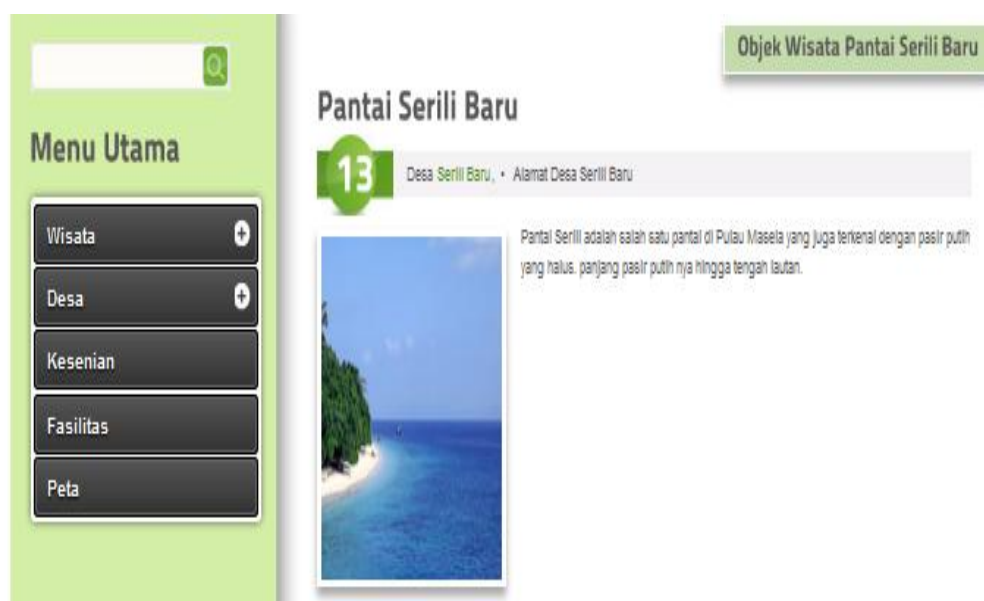 Objek Wisata Pantai Serili Baru
Pantai Serili Baru
13
Desa Serili Baru, • Alamat Desa Serili Baru
Pantai Serili adalah salah satu pantai di Pulau Masela yang juga terkenal dengan pasir putih
yang halus. panjang pasir putih nya hingga tengah lautan.
Menu Utama
Wisata
Desa
Kesenian
Fasilitas
Peta